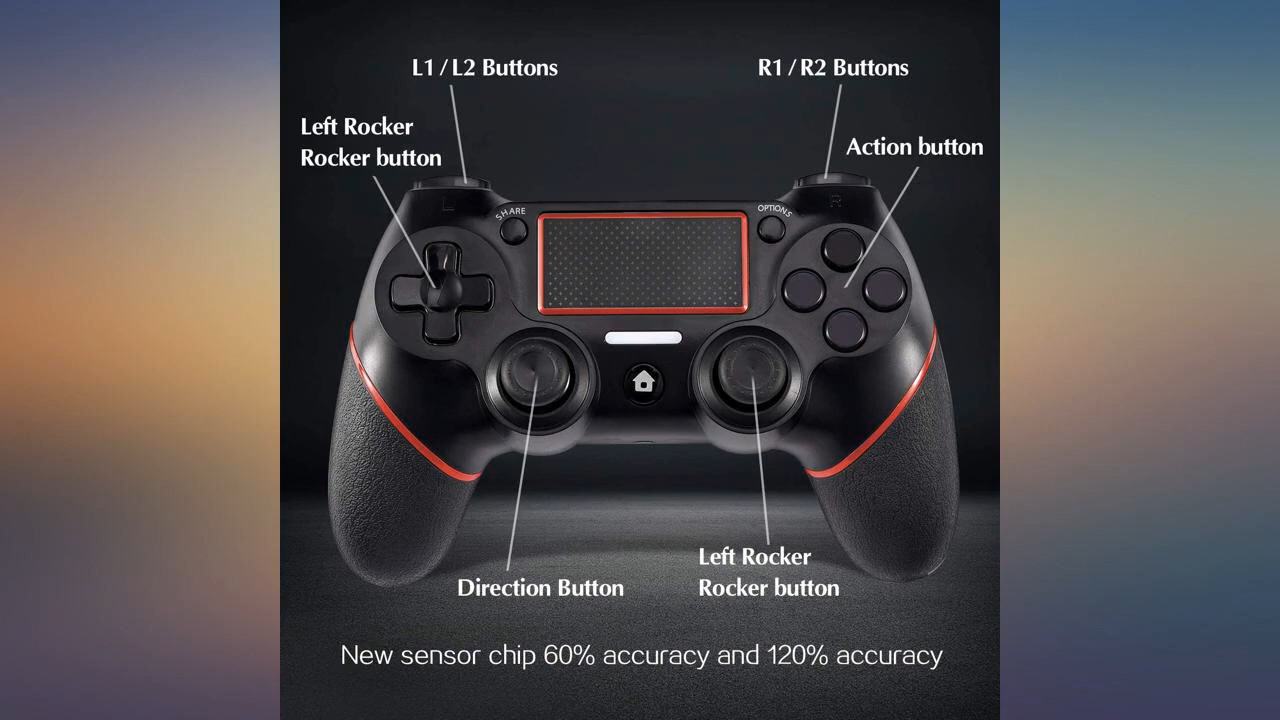 L1 / L2 Buttons
R1 / R2 Buttons
Left Rocker
Rocker button
Action button
L
R
SHARE
OPTIONS
Left Rocker
Rocker button
Direction Button
New sensor chip 60% accuracy and 120% accuracy